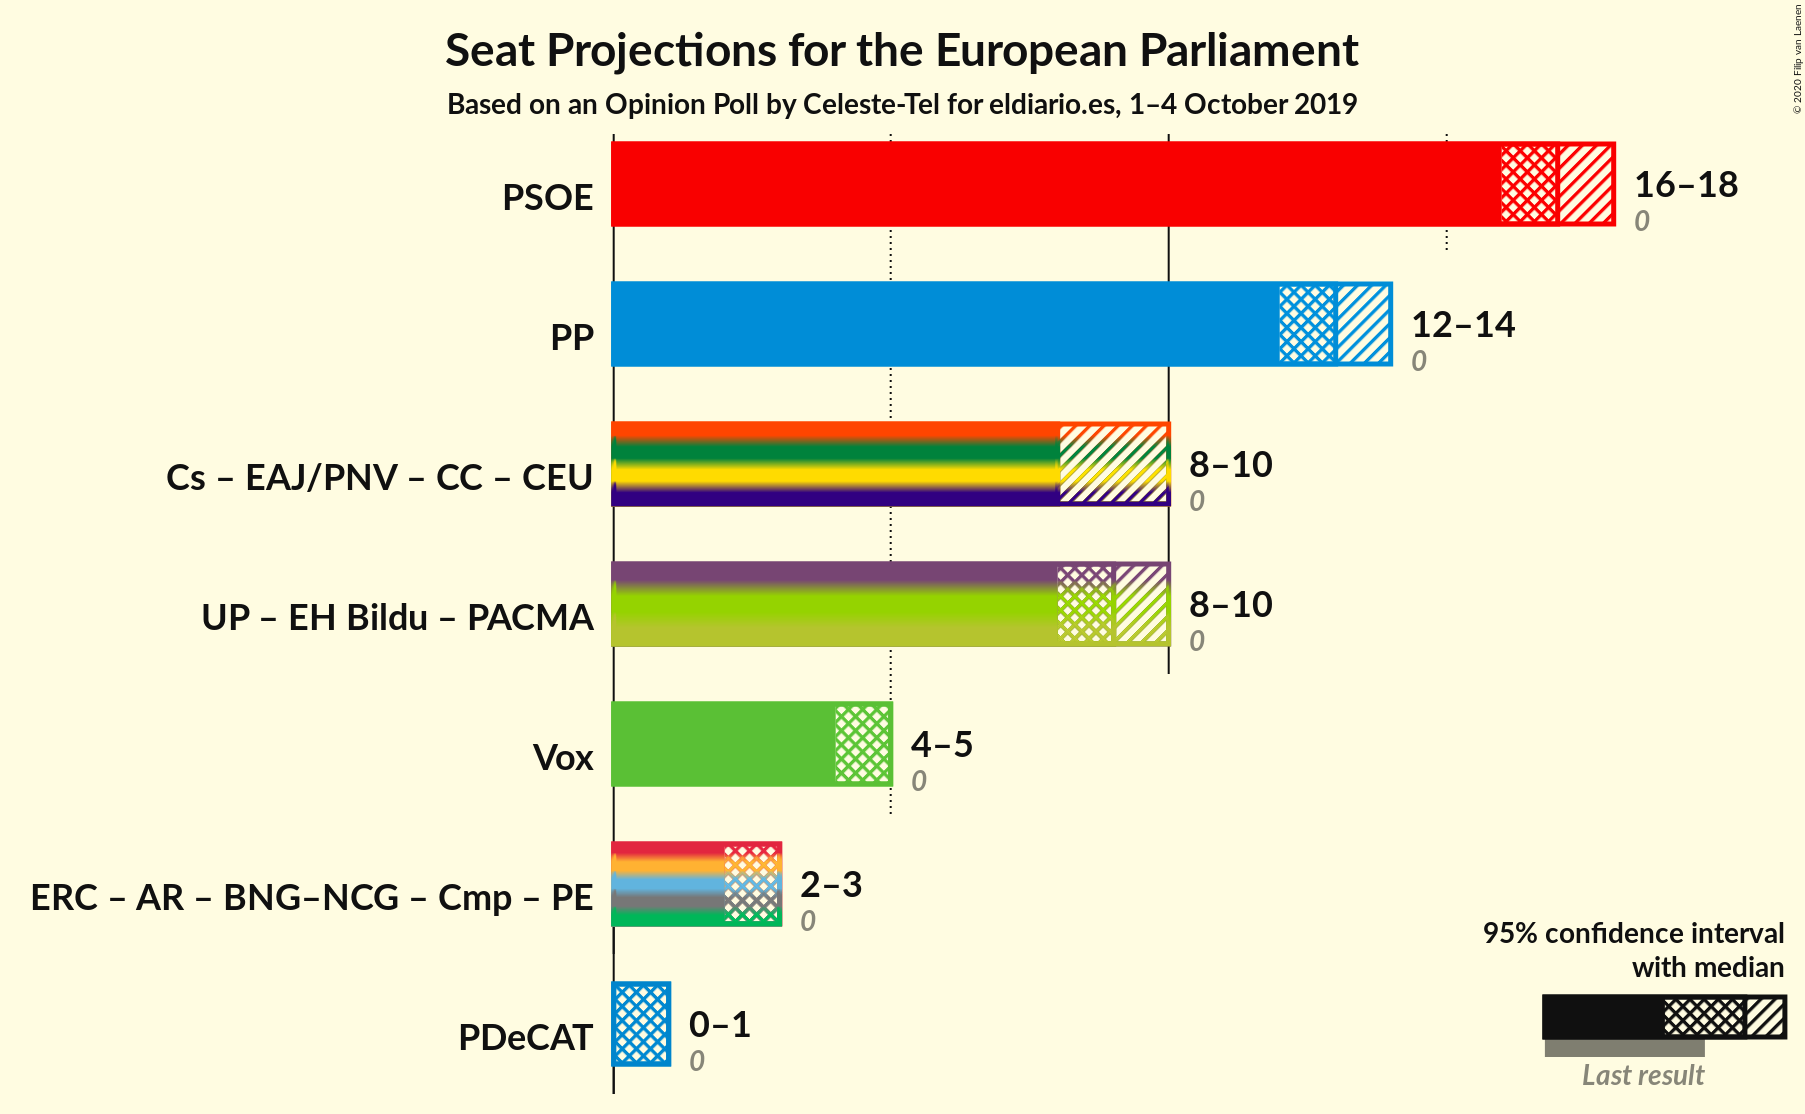 Seat Projections for the European Parliament
Based on an Opinion Poll by Celeste-Tel for eldiario.es, 1–4 October 2019
© 2020 Filip van Laenen
PSOE
16–18
0
PP
12–14
0
Cs – EAJ/PNV – CC – CEU
8–10
0
UP – EH Bildu – PACMA
8–10
0
Vox
4–5
0
ERC – AR – BNG–NCG – Cmp – PE
2–3
0
PDeCAT
0–1
0
95% confidence interval
with median
Last result